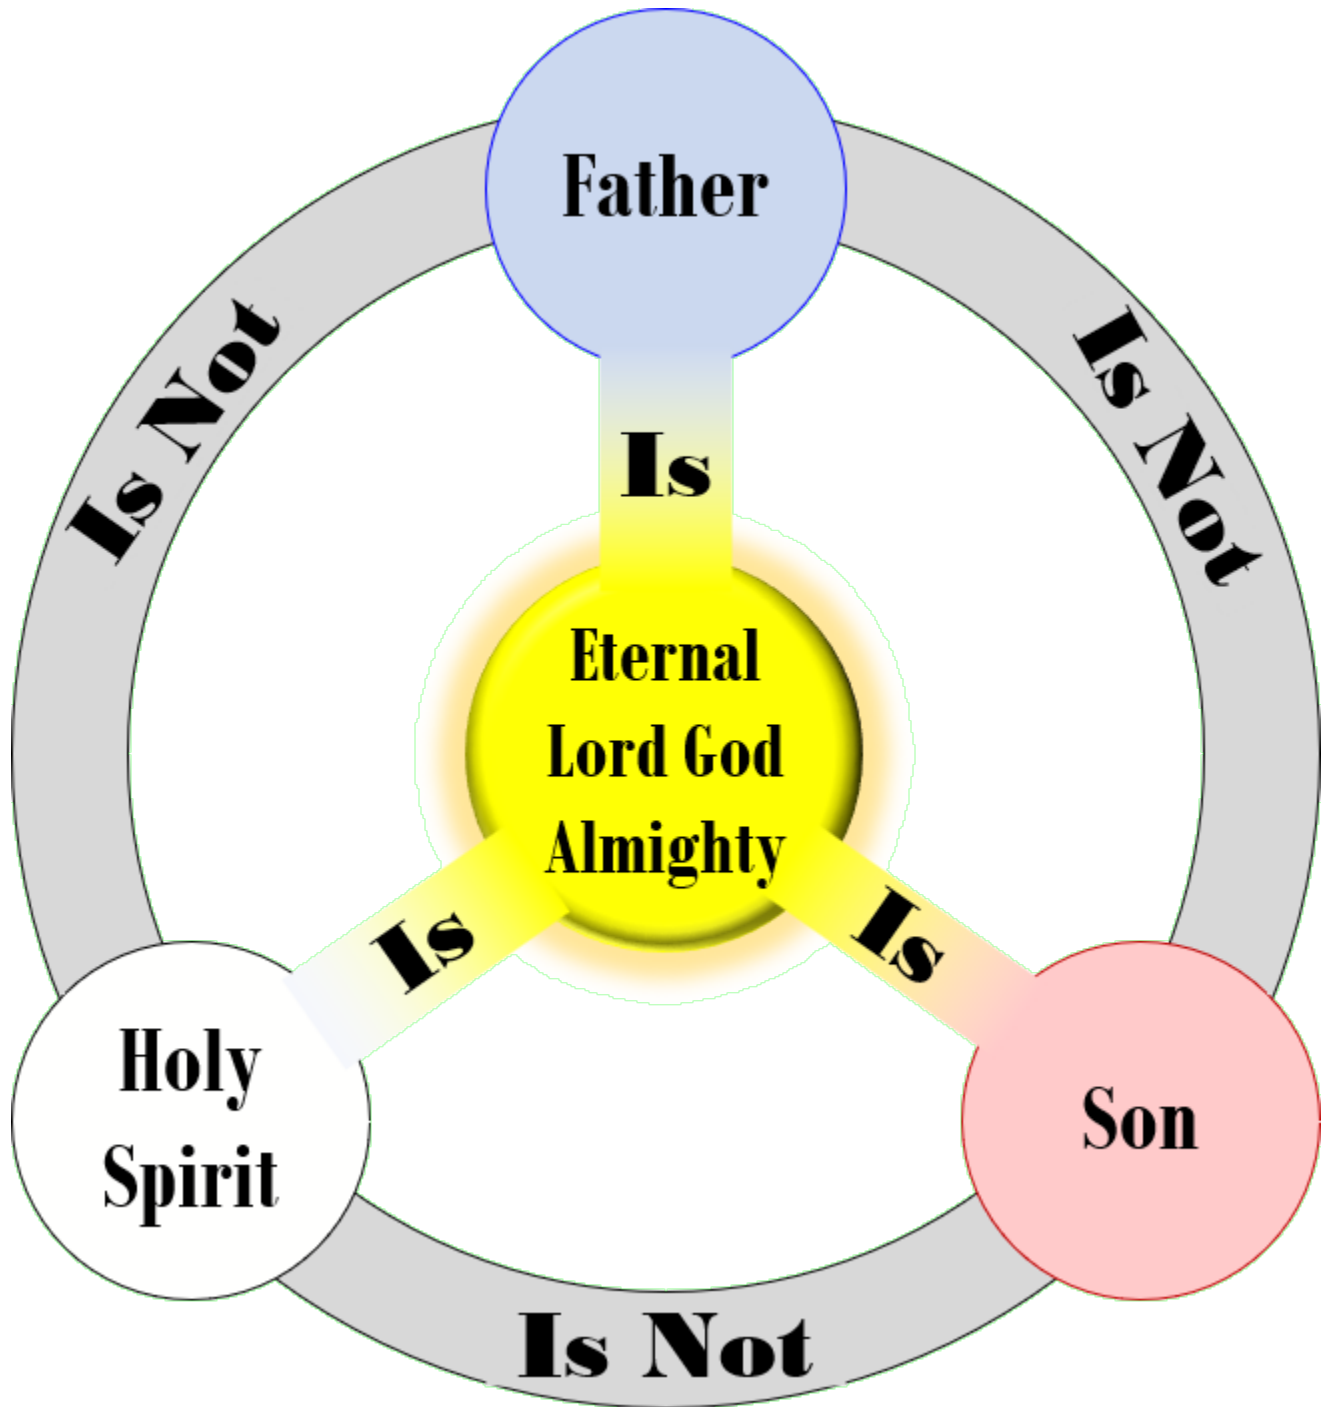 Father
Is Not
Is Not
Is
Eternal
Lord God
Almighty
Is
Is
Holy
Spirit
Son
Is Not